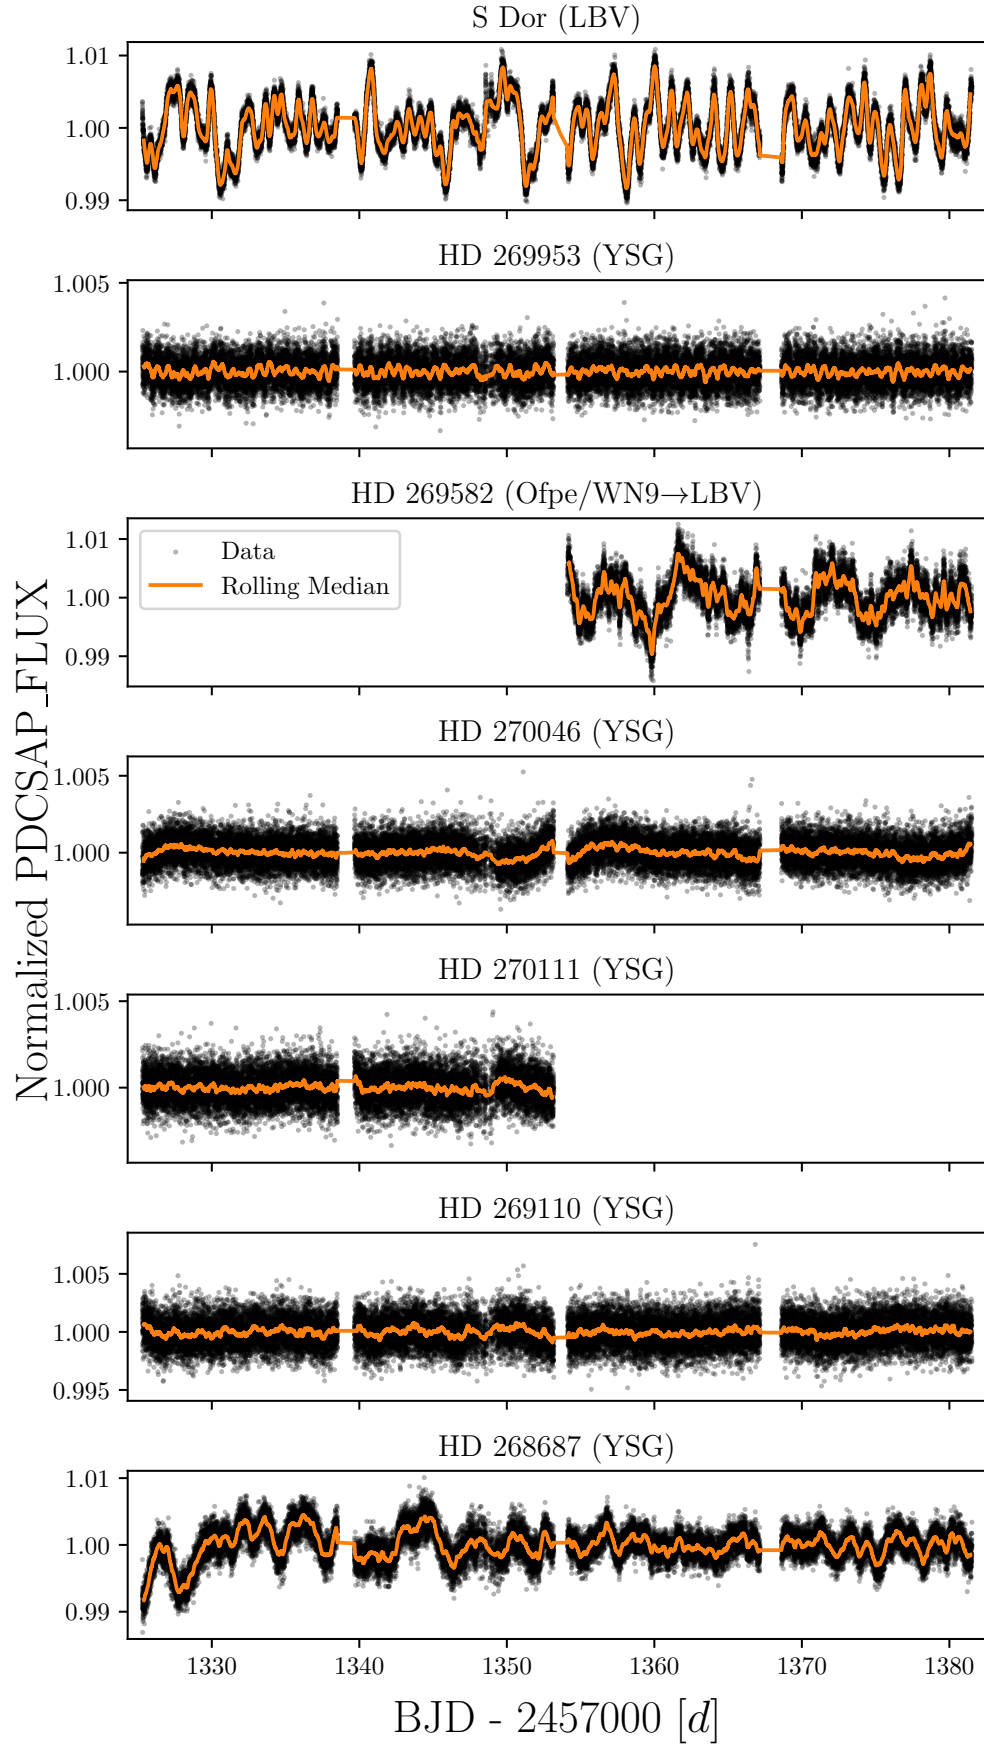 S Dor (LBV)
1.01
1.00
0.99
HD 269953 (YSG)
1.005
1.000
HD 269582 (Ofpe/WN9→LBV)
1.01
1.00
0.99
Data
Rolling Median
Normalized PDCSAP_FLUX
HD 270046 (YSG)
1.005
1.000
HD 270111 (YSG)
1.005
1.000
HD 269110 (YSG)
1.005
1.000
0.995
HD 268687 (YSG)
1.01
1.00
0.99
1330 1340 1350 1360 1370 1380
BJD - 2457000 [d]